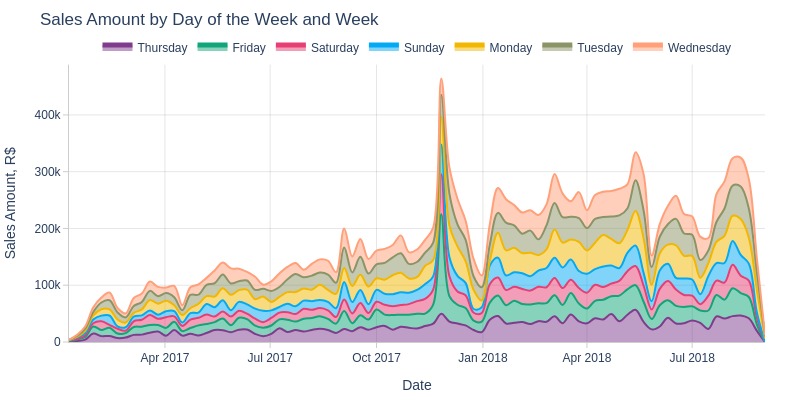 Sales Amount by Day of the Week and Week
Thursday Friday Saturday Sunday Monday Tuesday Wednesday
400k
300k
200k
100k
0
Sales Amount, R$
Apr 2017 Jul 2017 Oct 2017 Jan 2018 Apr 2018 Jul 2018
Date